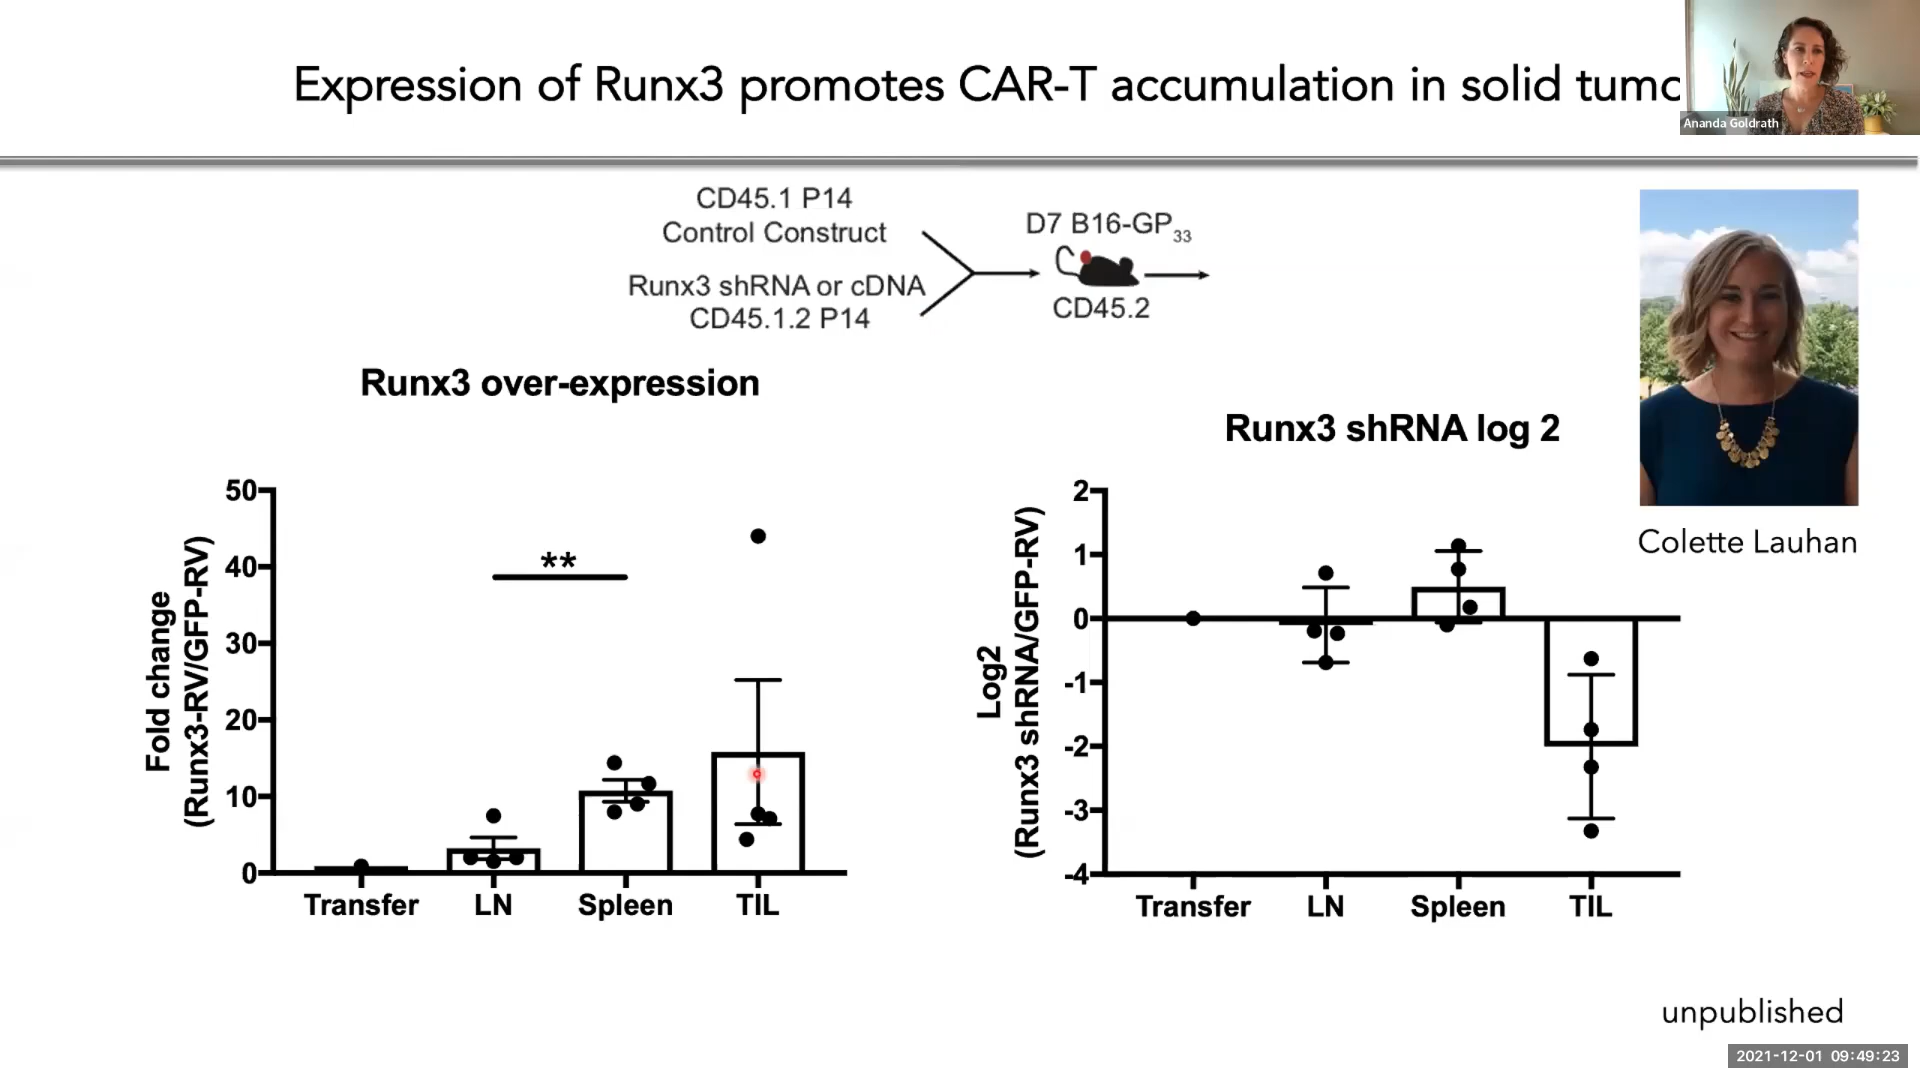 Expression of Runx3 promotes CAR-T accumulation in solid tumo
Ananda Goldrath
CD45.1 P14
Control Construct
Runx3 shRNA or cDNA
CD45.1.2 P14
D7 B16-GP33
CD45.2
Colette Lauhan
Runx3 over-expression
**
Fold change
(Runx3-RV/GFP-RV)
50
40
30
20
10
0
Transfer LN Spleen TIL
Runx3 shRNA log 2
Log2
(Runx3 shRNA/GFP-RV)
2
1
0
-1
-2
-3
-4
Transfer LN Spleen TIL
unpublished
2021-12-01 09:49:23